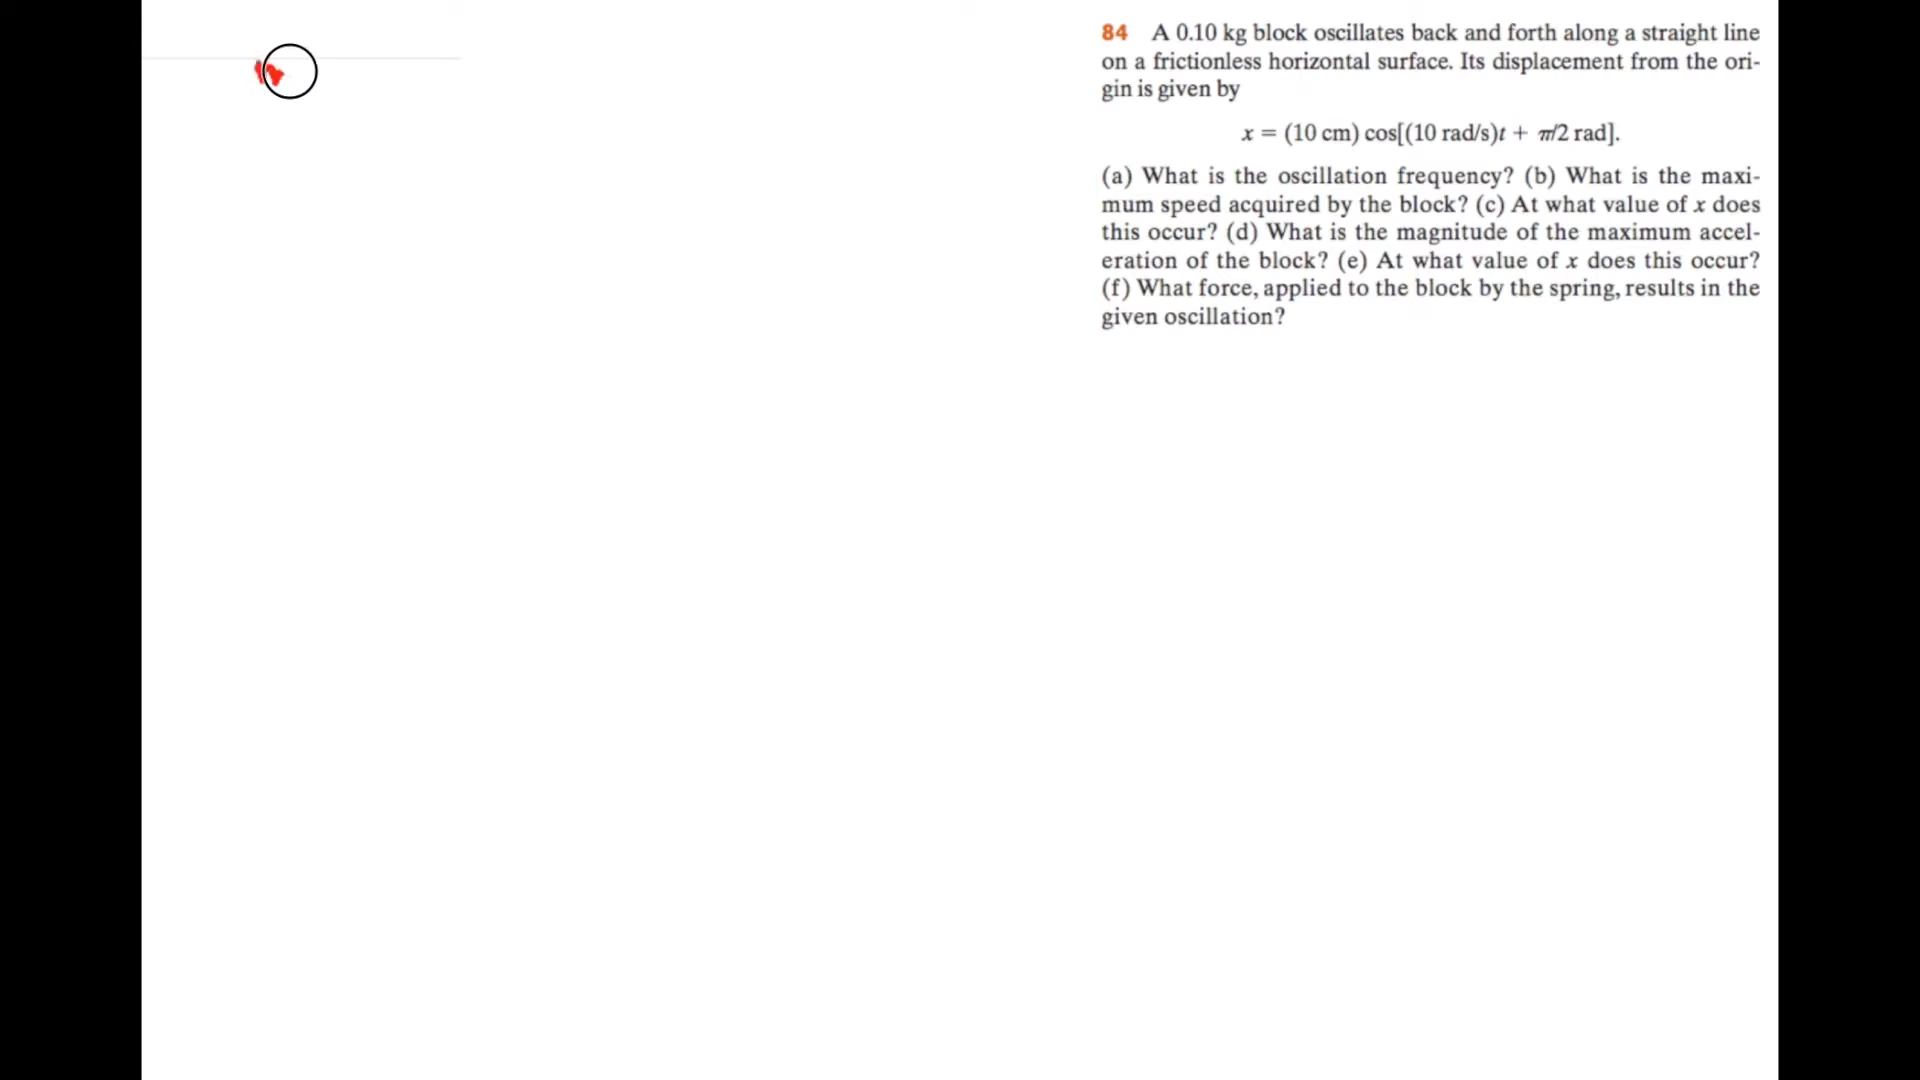 84 A 0.10 kg block oscillates back and forth along a straight line
on a frictionless horizontal surface. Its displacement from the ori-
gin is given by
x = (10 cm) cos[(10 rad/s)t + π/2 rad].
(a) What is the oscillation frequency? (b) What is the maxi-
mum speed acquired by the block? (c) At what value of x does
this occur? (d) What is the magnitude of the maximum accel-
eration of the block? (e) At what value of x does this occur?
(f) What force, applied to the block by the spring, results in the
given oscillation?